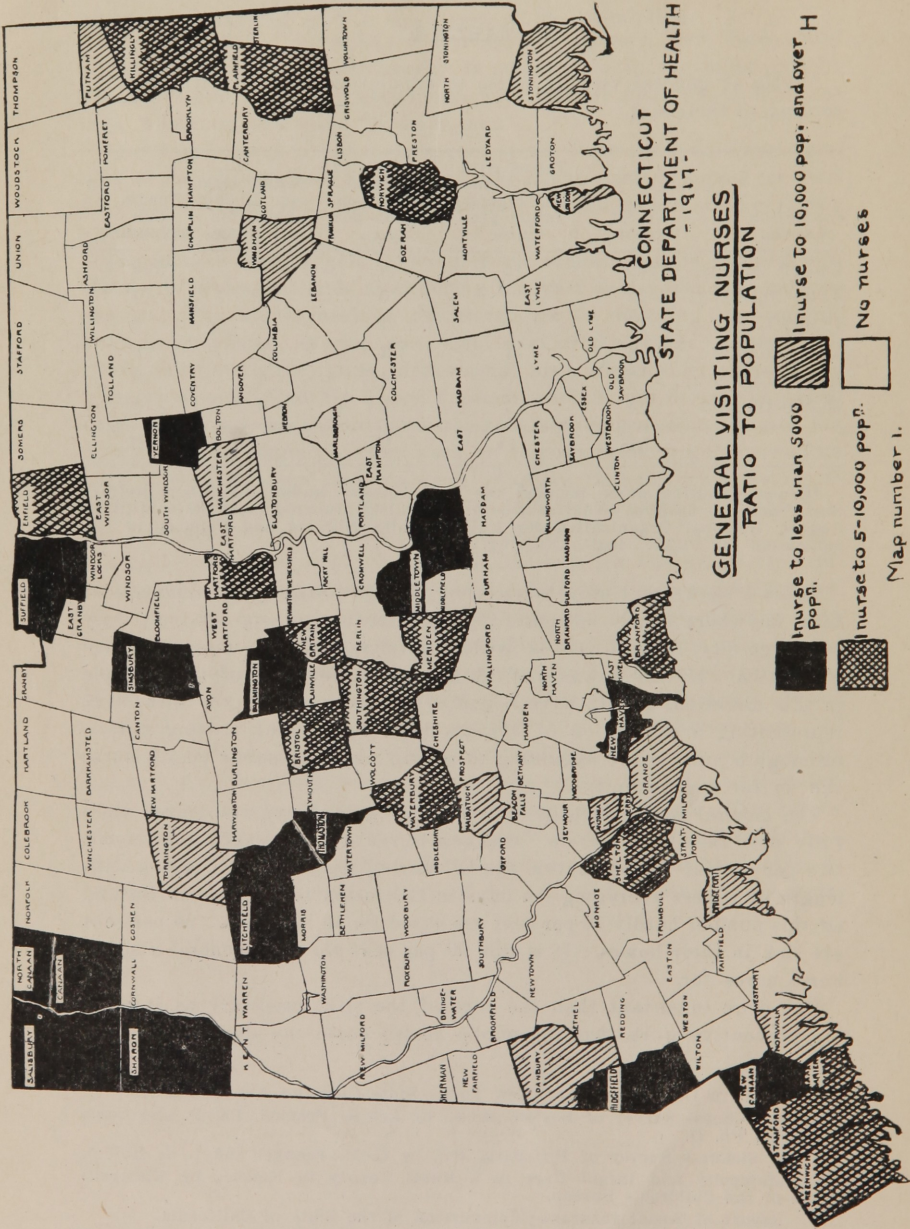 SALISBURY
NORTH
CANAAN
NORFOLK
COLEBROOK
HARTLAND
GRANBY
SUFFIELD
ENFIELD
SOMERS
STAFFORD
UNION
WOODSTOCK
THOMPSON
CANAAN
WINCHESTER
BARKHAMSTED
EAST
GRANBY
WINDSOR
LOCKS
EAST
WINDSOR
ELLINGTON
WILLINGTON
ASHFORD
EASTFORD
POMFRET
PUTNAM
SHARON
CORNWALL
GOSHEN
TORRINGTON
NEW HARTFORD
CANTON
SIMSBURY
BLOOMFIELD
WINDSOR
SOUTH WINDSOR
VERNON
TOLLAND
KILLINGLY
KENT
WARREN
LITCHFIELD
HARWINTON
BURLINGTON
AVON
WEST
HARTFORD
HARTFORD
EAST
HARTFORD
MANCHESTER
BOLTON
COVENTRY
ANDOVER
MANSFIELD
CHAPLIN
HAMPTON
BROOKLYN
WINDHAM
SCOTLAND
CANTERBURY
PLAINFIELD
STERLING
NEW MILFORD
WASHINGTON
MORRIS
BETHLEHEM
THOMASTON
WATERTOWN
PLYMOUTH
BRISTOL
BURLINGTON
PLAINVILLE
NEW
BRITAIN
NEWINGTON
WETHERSFIELD
ROCKY HILL
GLASTONBURY
HEBRON
MARLBOROUGH
COLUMBIA
LEBANON
FRANKLIN
SPRAGUE
LISBON
GRISWOLD
VOLUNTOWN
SHERMAN
NEW
FAIRFIELD
BRIDGE-
WATER
ROXBURY
WOODBURY
MIDDLEBURY
WATERBURY
WOLCOTT
SOUTHINGTON
BERLIN
CROMWELL
PORTLAND
EAST
HAMPTON
COLCHESTER
BOZRAH
NORWICH
PRESTON
NORTH STONINGTON
DANBURY
BROOKFIELD
SOUTHBURY
NAUGATUCK
PROSPECT
CHESHIRE
MERIDEN
MIDDLETOWN
MIDDLEFIELD
EAST HADDAM
SALEM
MONTVILLE
LEDYARD
BETHEL
NEWTOWN
OXFORD
BEACON
FALLS
BETHANY
WALLINGFORD
DURHAM
HADDAM
RIDGEFIELD
REDDING
MONROE
SEYMOUR
WOODBRIDGE
HAMDEN
NORTH
HAVEN
NORTH
BRANFORD
GUILFORD
MADISON
KILLINGWORTH
CHESTER
LYME
EAST
LYME
WATERFORD
NEW
LONDON
GROTON
STONINGTON
SHELTON
ORANGE
NEW
HAVEN
EAST
HAVEN
BRANFORD
CLINTON
WESTBROOK
SAYBROOK
ESSEX
OLD
SAYBROOK
OLD LYME
WILTON
WESTON
EASTON
TRUMBULL
STRAT-
FORD
MILFORD
NEW
CANAAN
NORWALK
WESTPORT
FAIRFIELD
BRIDGEPORT
GREENWICH
STAMFORD
CONNECTICUT
STATE DEPARTMENT OF HEALTH
-1917-
GENERAL VISITING NURSES
RATIO TO POPULATION
1 nurse to less than 5000
pop'n.
1 nurse to 10,000 pop'n and over
1 nurse to 5-10,000 pop'n.
No nurses
Map number 1.
H